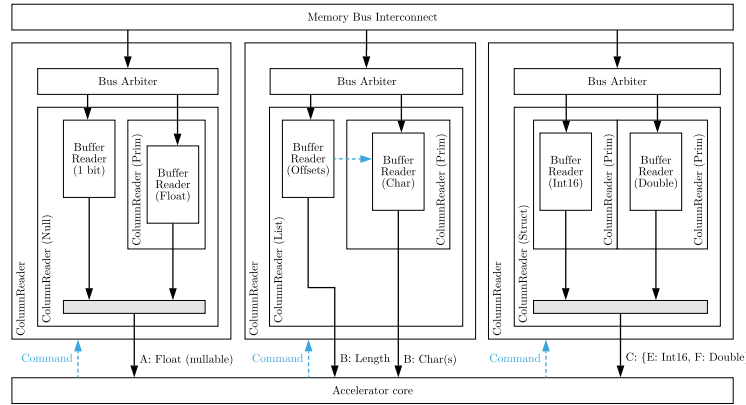 Memory Bus Interconnect
Bus Arbiter
Bus Arbiter
Bus Arbiter
Buffer
Reader
(1 bit)
Buffer
Reader
(Float)
ColumnReader (Prim)
ColumnReader (Null)
ColumnReader
Buffer
Reader
(Offsets)
Buffer
Reader
(Char)
ColumnReader (Prim)
ColumnReader (List)
ColumnReader
Buffer
Reader
(Int16)
ColumnReader (Prim)
Buffer
Reader
(Double)
ColumnReader (Prim)
ColumnReader (Struct)
ColumnReader
Command
A: Float (nullable)
Command
B: Length
B: Char(s)
Command
C: {E: Int16, F: Double
Accelerator core